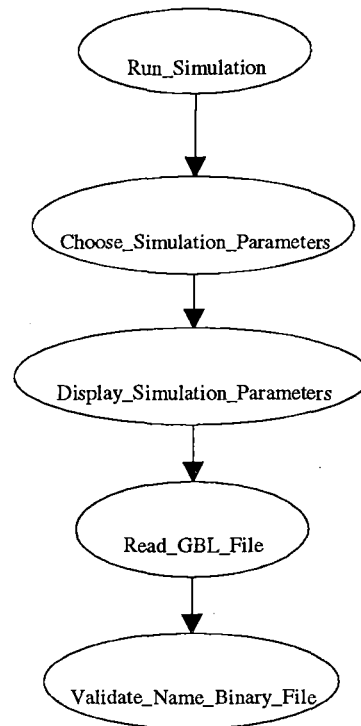 Run_Simulation
Choose_Simulation_Parameters
Display_Simulation_Parameters
Read_GBL_File
Validate_Name_Binary_File